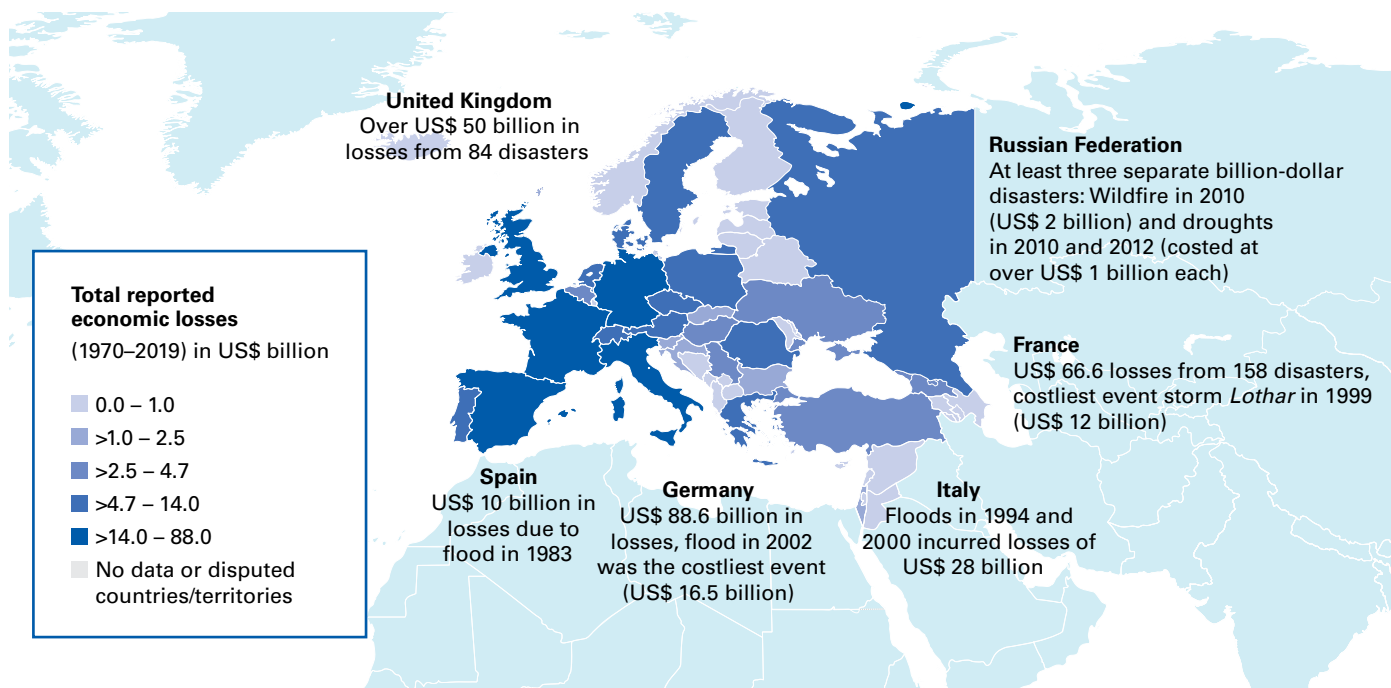 United Kingdom
Over US$ 50 billion in
losses from 84 disasters
Russian Federation
At least three separate billion-dollar
disasters: Wildfire in 2010
(US$ 2 billion) and droughts
in 2010 and 2012 (costed at
over US$ 1 billion each)
Total reported
economic losses
(1970–2019) in US$ billion
0.0 – 1.0
>1.0 – 2.5
>2.5 – 4.7
>4.7 – 14.0
>14.0 – 88.0
No data or disputed
countries/territories
France
US$ 66.6 losses from 158 disasters,
costliest event storm Lothar in 1999
(US$ 12 billion)
Spain
US$ 10 billion in
losses due to
flood in 1983
Germany
US$ 88.6 billion in
losses, flood in 2002
was the costliest event
(US$ 16.5 billion)
Italy
Floods in 1994 and
2000 incurred losses of
US$ 28 billion